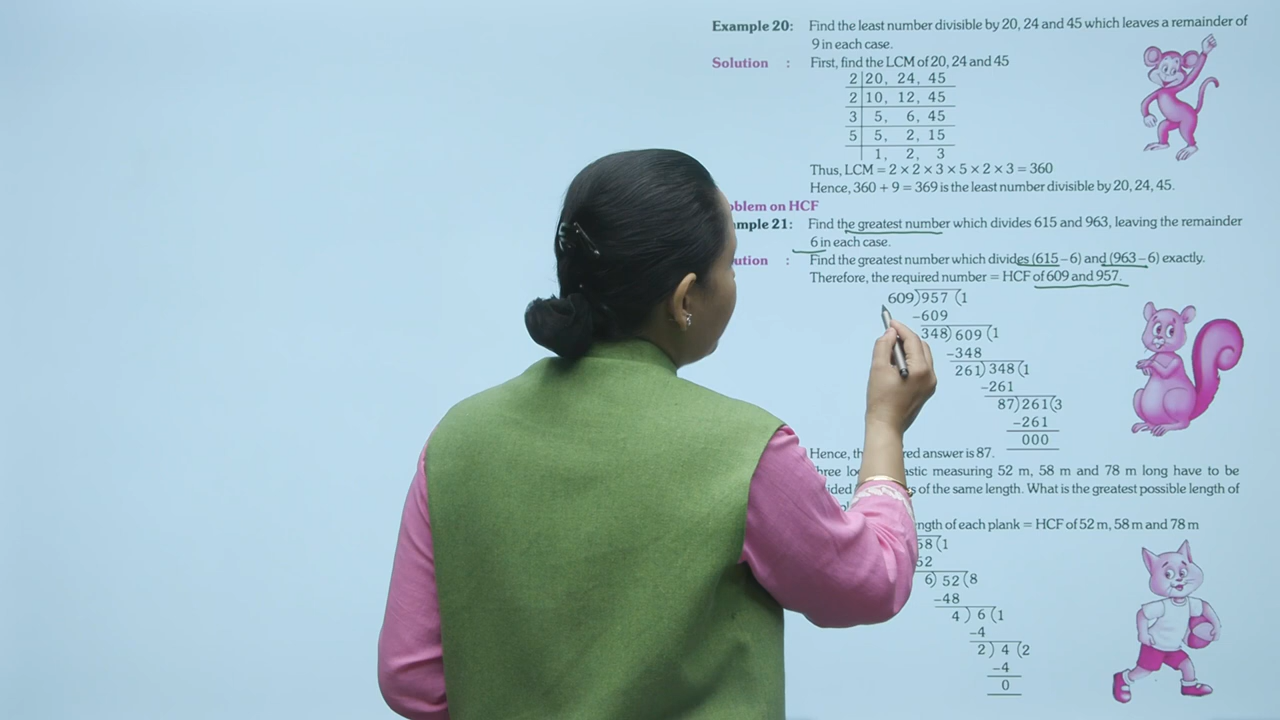 Example 20: Find the least number divisible by 20, 24 and 45 which leaves a remainder of
9 in each case.
Solution : First, find the LCM of 20, 24 and 45
2 20, 24, 45
2 10, 12, 45
3 5, 6, 45
5 5, 2, 15
1, 2, 3
Thus, LCM = 2 × 2 × 3 × 5 × 2 × 3 = 360
Hence, 360 + 9 = 369 is the least number divisible by 20, 24, 45.
oblem on HCF
mple 21: Find the greatest number which divides 615 and 963, leaving the remainder
6 in each case.
ution : Find the greatest number which divides (615 – 6) and (963 – 6) exactly.
Therefore, the required number = HCF of 609 and 957.
609)957(1
–609
348)609(1
–348
261)348(1
–261
87)261(3
–261
000
Hence, th red answer is 87.
hree lo astic measuring 52 m, 58 m and 78 m long have to be
ided s of the same length. What is the greatest possible length of
ngth of each plank = HCF of 52 m, 58 m and 78 m
58(1
52
6)52(8
–48
4)6(1
–4
2)4(2
–4
0